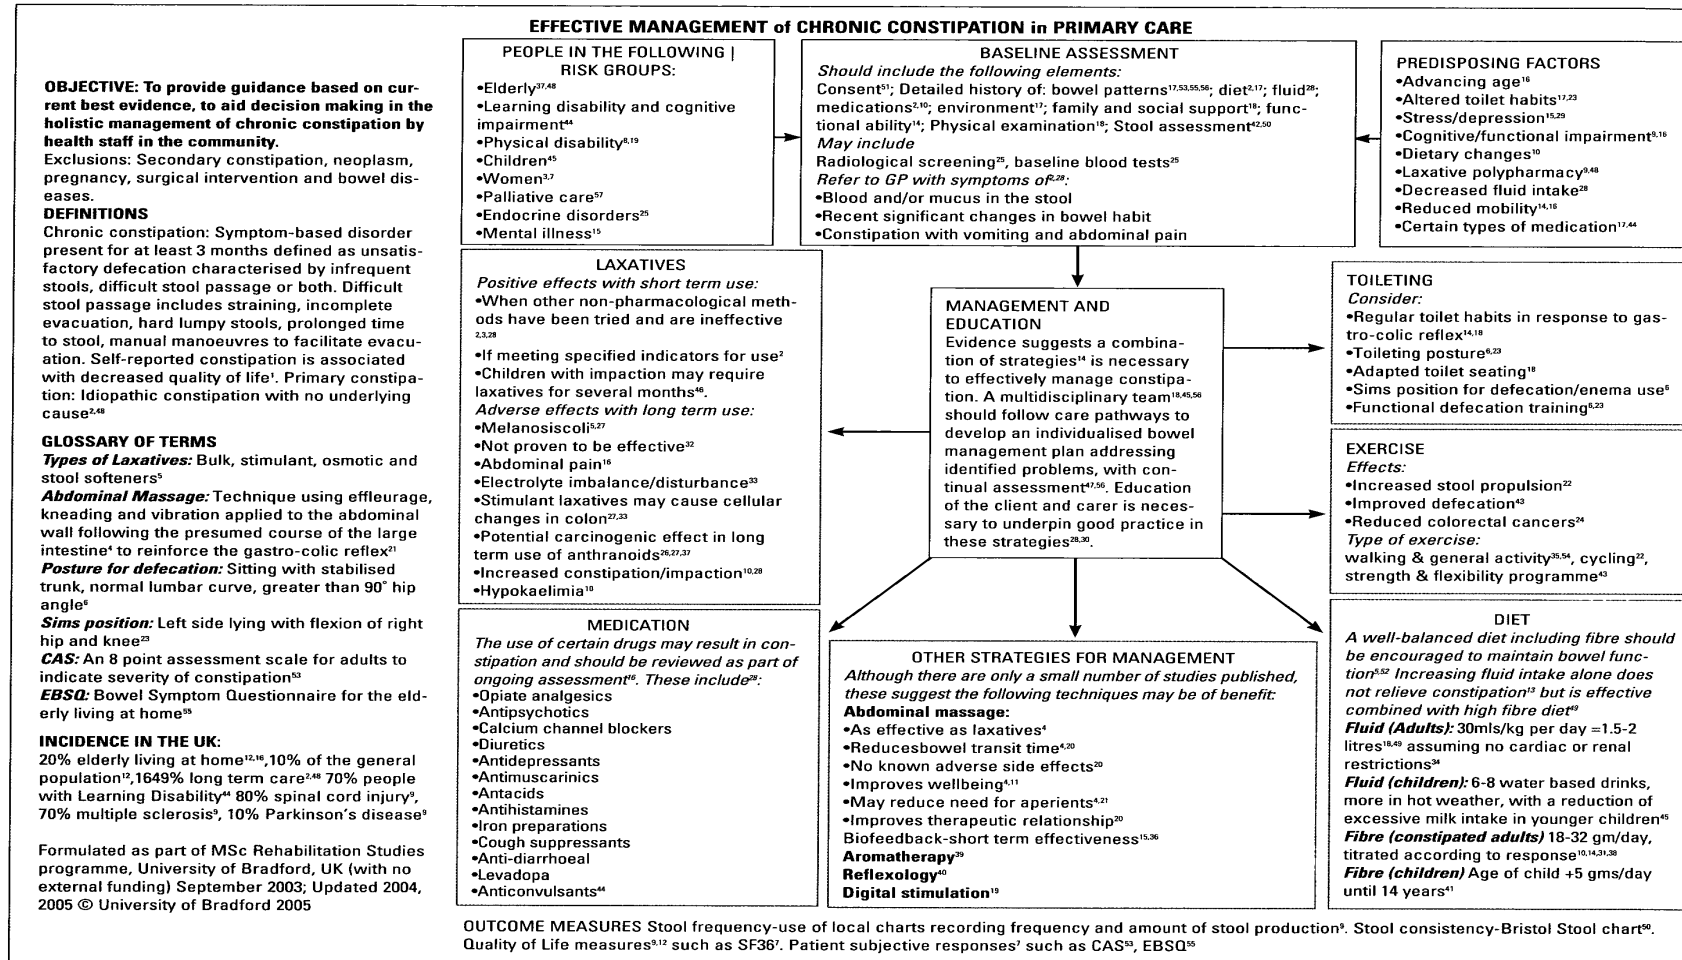 EFFECTIVE MANAGEMENT of CHRONIC CONSTIPATION in PRIMARY CARE
OBJECTIVE: To provide guidance based on cur-
rent best evidence, to aid decision making in the
holistic management of chronic constipation by
health staff in the community.
Exclusions: Secondary constipation, neoplasm,
pregnancy, surgical intervention and bowel dis-
eases.
DEFINITIONS
Chronic constipation: Symptom-based disorder
present for at least 3 months defined as unsatis-
factory defecation characterised by infrequent
stools, difficult stool passage or both. Difficult
stool passage includes straining, incomplete
evacuation, hard lumpy stools, prolonged time
to stool, manual manoeuvres to facilitate evacu-
ation. Self-reported constipation is associated
with decreased quality of life¹. Primary constipa-
tion: Idiopathic constipation with no underlying
cause²,⁴⁸
GLOSSARY OF TERMS
Types of Laxatives: Bulk, stimulant, osmotic and
stool softeners⁵
Abdominal Massage: Technique using effleurage,
kneading and vibration applied to the abdominal
wall following the presumed course of the large
intestine⁴ to reinforce the gastro-colic reflex²¹
Posture for defecation: Sitting with stabilised
trunk, normal lumbar curve, greater than 90° hip
angle⁶
Sims position: Left side lying with flexion of right
hip and knee²³
CAS: An 8 point assessment scale for adults to
indicate severity of constipation⁵³
EBSQ: Bowel Symptom Questionnaire for the eld-
erly living at home⁵⁵
INCIDENCE IN THE UK:
20% elderly living at home¹²,¹⁶,10% of the general
population¹²,1649% long term care²,⁴⁸ 70% people
with Learning Disability⁴⁴ 80% spinal cord injury⁹,
70% multiple sclerosis⁹, 10% Parkinson's disease⁹
Formulated as part of MSc Rehabilitation Studies
programme, University of Bradford, UK (with no
external funding) September 2003; Updated 2004,
2005 © University of Bradford 2005
PEOPLE IN THE FOLLOWING |
RISK GROUPS:
•Elderly³⁷,⁴⁸
•Learning disability and cognitive
impairment⁴⁴
•Physical disability⁸,¹⁹
•Children⁴⁵
•Women³,⁷
•Palliative care⁵⁷
•Endocrine disorders²⁵
•Mental illness¹⁵
BASELINE ASSESSMENT
Should include the following elements:
Consent⁵¹; Detailed history of: bowel patterns¹⁷,⁵³,⁵⁵,⁵⁶; diet²,¹⁷; fluid²⁸;
medications²,¹⁰; environment¹⁷; family and social support¹⁸; func-
tional ability¹⁴; Physical examination¹⁸; Stool assessment⁴²,⁵⁰
May include
Radiological screening²⁵, baseline blood tests²⁵
Refer to GP with symptoms of²,²⁸:
•Blood and/or mucus in the stool
•Recent significant changes in bowel habit
•Constipation with vomiting and abdominal pain
PREDISPOSING FACTORS
•Advancing age¹⁶
•Altered toilet habits¹⁷,²³
•Stress/depression¹⁵,²⁹
•Cognitive/functional impairment⁹,¹⁶
•Dietary changes¹⁰
•Laxative polypharmacy⁹,⁴⁸
•Decreased fluid intake²⁸
•Reduced mobility¹⁴,¹⁶
•Certain types of medication¹⁷,⁴⁴
LAXATIVES
Positive effects with short term use:
•When other non-pharmacological meth-
ods have been tried and are ineffective
²,³,²⁸
•If meeting specified indicators for use²
•Children with impaction may require
laxatives for several months⁴⁶.
Adverse effects with long term use:
•Melanosiscoli⁵,²⁷
•Not proven to be effective³²
•Abdominal pain¹⁶
•Electrolyte imbalance/disturbance³³
•Stimulant laxatives may cause cellular
changes in colon²⁷,³³
•Potential carcinogenic effect in long
term use of anthranoids²⁶,²⁷,³⁷
•Increased constipation/impaction¹⁰,²⁸
•Hypokaelimia¹⁰
MANAGEMENT AND
EDUCATION
Evidence suggests a combina-
tion of strategies¹⁴ is necessary
to effectively manage constipa-
tion. A multidisciplinary team¹⁸,⁴⁵,⁵⁶
should follow care pathways to
develop an individualised bowel
management plan addressing
identified problems, with con-
tinual assessment⁴⁷,⁵⁶. Education
of the client and carer is neces-
sary to underpin good practice in
these strategies²⁸,³⁰.
TOILETING
Consider:
•Regular toilet habits in response to gas-
tro-colic reflex¹⁴,¹⁸
•Toileting posture⁶,²³
•Adapted toilet seating¹⁸
•Sims position for defecation/enema use⁶
•Functional defecation training⁶,²³
EXERCISE
Effects:
•Increased stool propulsion²²
•Improved defecation⁴³
•Reduced colorectal cancers²⁴
Type of exercise:
walking & general activity³⁵,⁵⁴, cycling²²,
strength & flexibility programme⁴³
MEDICATION
The use of certain drugs may result in con-
stipation and should be reviewed as part of
ongoing assessment¹⁶. These include²⁸:
•Opiate analgesics
•Antipsychotics
•Calcium channel blockers
•Diuretics
•Antidepressants
•Antimuscarinics
•Antacids
•Antihistamines
•Iron preparations
•Cough suppressants
•Anti-diarrhoeal
•Levadopa
•Anticonvulsants⁴⁴
OTHER STRATEGIES FOR MANAGEMENT
Although there are only a small number of studies published,
these suggest the following techniques may be of benefit:
Abdominal massage:
•As effective as laxatives⁴
•Reducesbowel transit time⁴,²⁰
•No known adverse side effects²⁰
•Improves wellbeing⁴,¹¹
•May reduce need for aperients⁴,²¹
•Improves therapeutic relationship²⁰
Biofeedback-short term effectiveness¹⁵,³⁶
Aromatherapy³⁹
Reflexology⁴⁰
Digital stimulation¹⁹
DIET
A well-balanced diet including fibre should
be encouraged to maintain bowel func-
tion⁵,⁵² Increasing fluid intake alone does
not relieve constipation¹³ but is effective
combined with high fibre diet⁴⁹
Fluid (Adults): 30mls/kg per day =1.5-2
litres¹⁸,⁴⁹ assuming no cardiac or renal
restrictions³⁴
Fluid (children): 6-8 water based drinks,
more in hot weather, with a reduction of
excessive milk intake in younger children⁴⁵
Fibre (constipated adults) 18-32 gm/day,
titrated according to response¹⁰,¹⁴,³¹,³⁸
Fibre (children) Age of child +5 gms/day
until 14 years⁴¹
OUTCOME MEASURES Stool frequency-use of local charts recording frequency and amount of stool production⁹. Stool consistency-Bristol Stool chart⁵⁰.
Quality of Life measures⁹,¹² such as SF36⁷. Patient subjective responses⁷ such as CAS⁵³, EBSQ⁵⁵